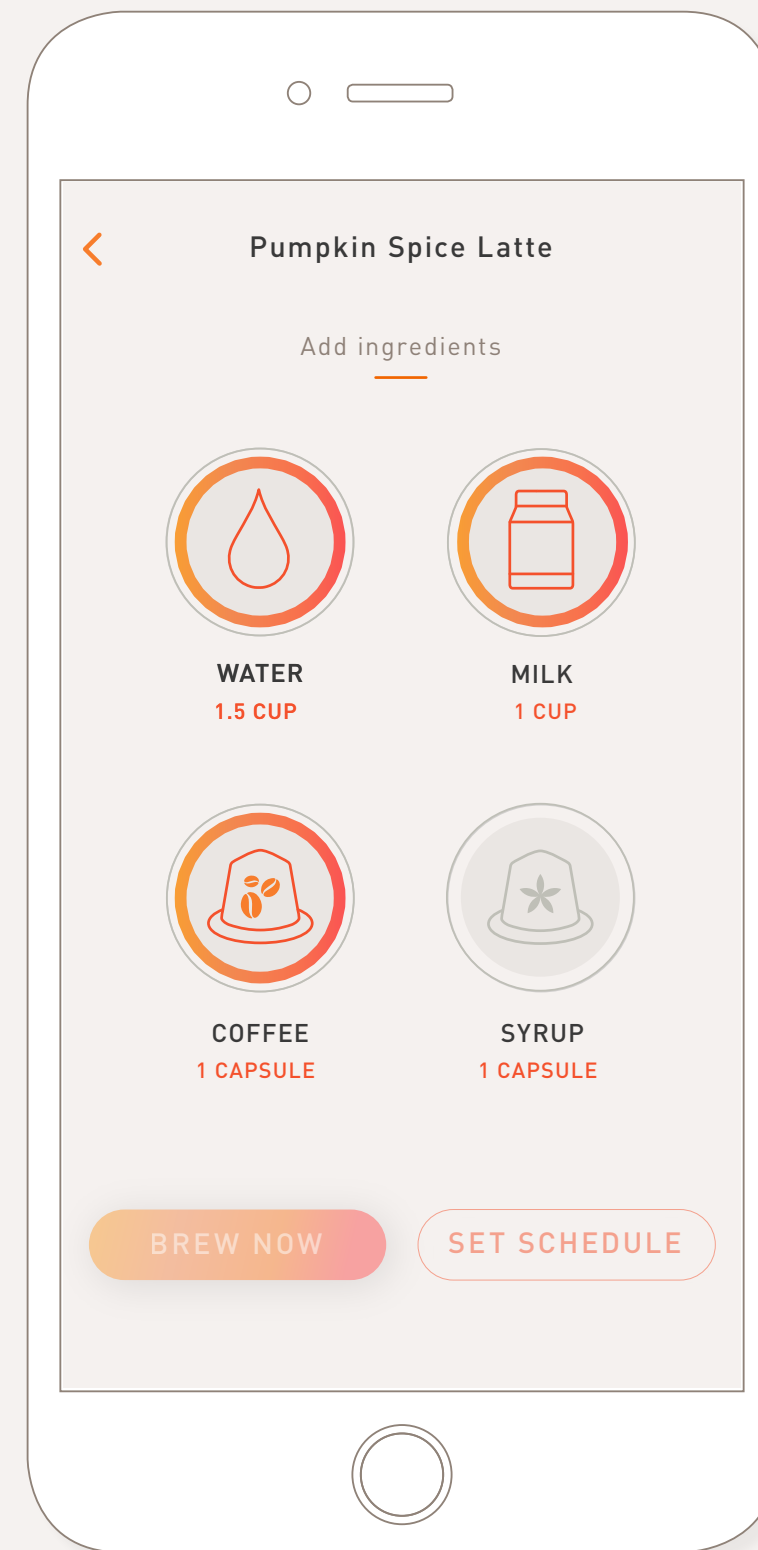 Pumpkin Spice Latte
Add ingredients
WATER
1.5 CUP
MILK
1 CUP
COFFEE
1 CAPSULE
SYRUP
1 CAPSULE
BREW NOW
SET SCHEDULE